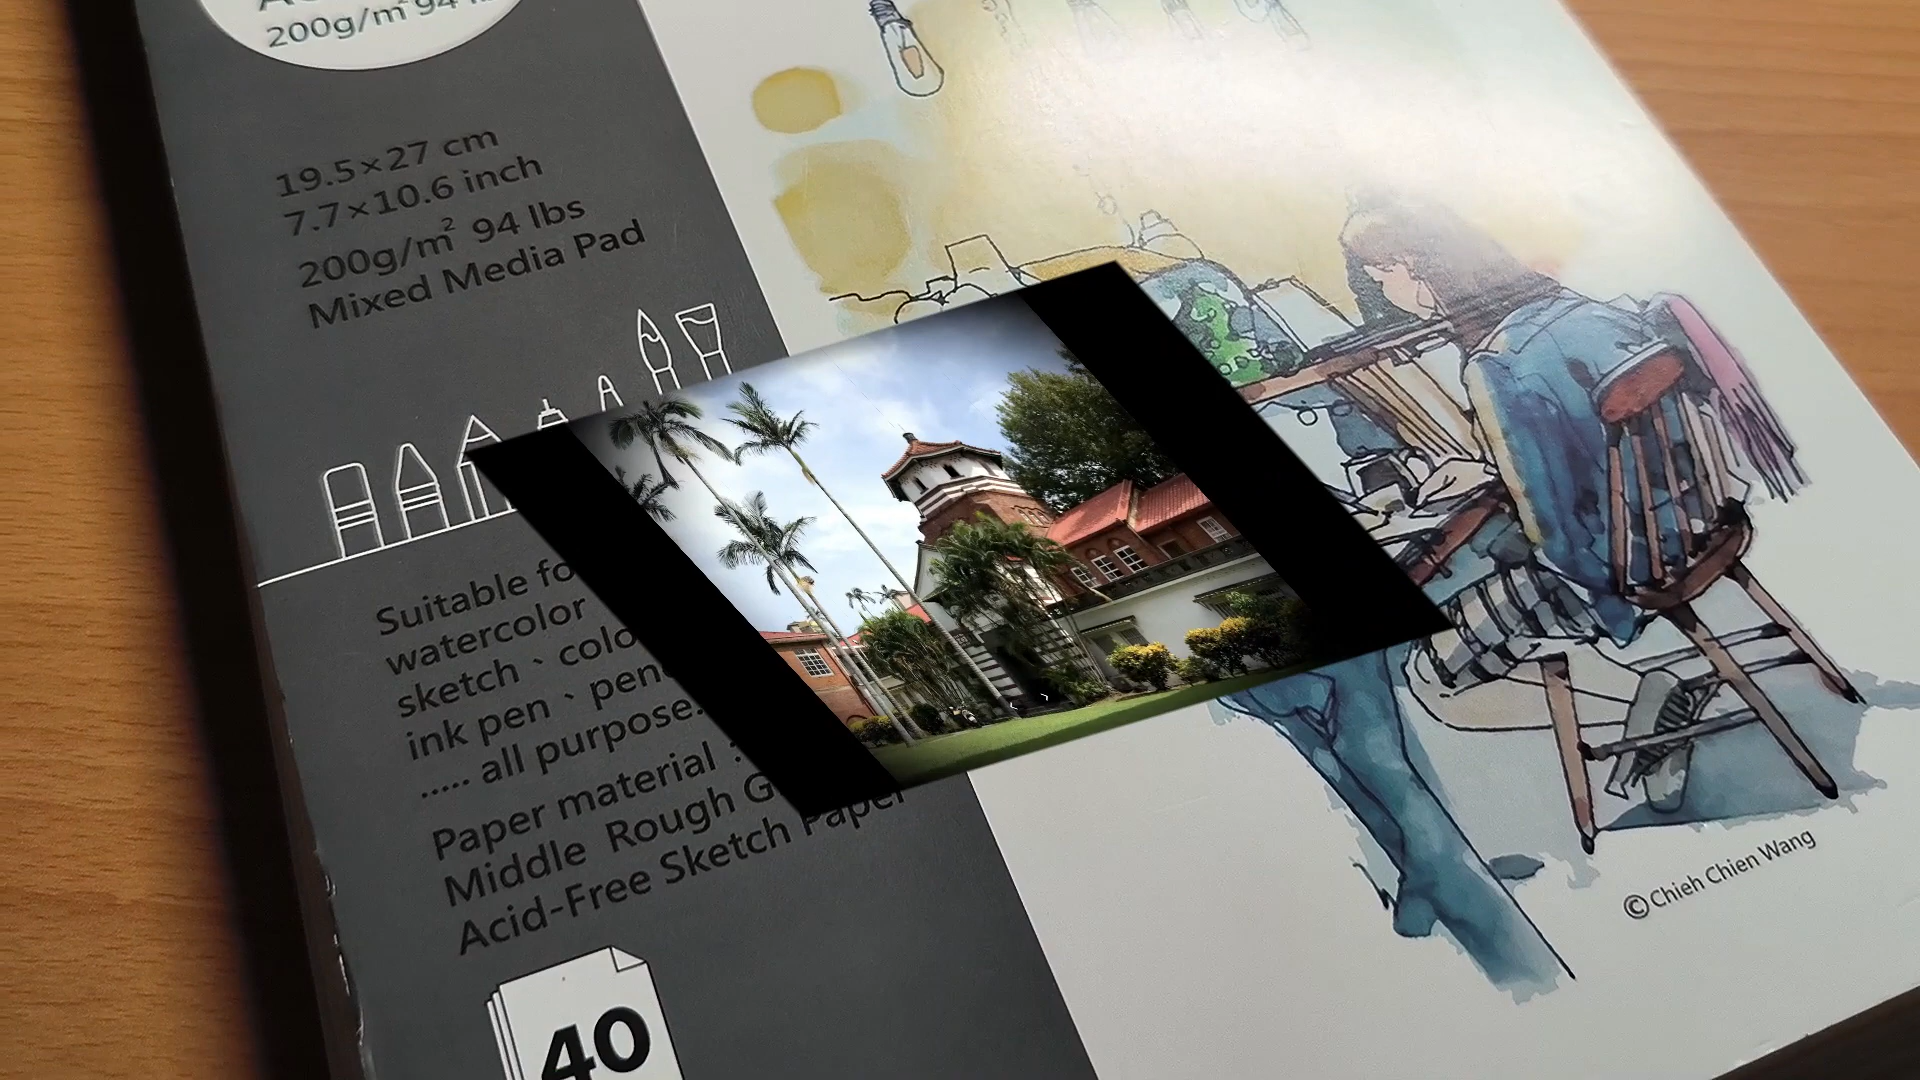 200g/m² 94
19.5×27 cm
7.7×10.6 inch
200g/m² 94 lbs
Mixed Media Pad
Suitable fo
watercolor
sketch、colo
ink pen、pen
..... all purpose.
Paper material :
Middle Rough G
Acid-Free Sketch Paper
40
©Chieh Chien Wang